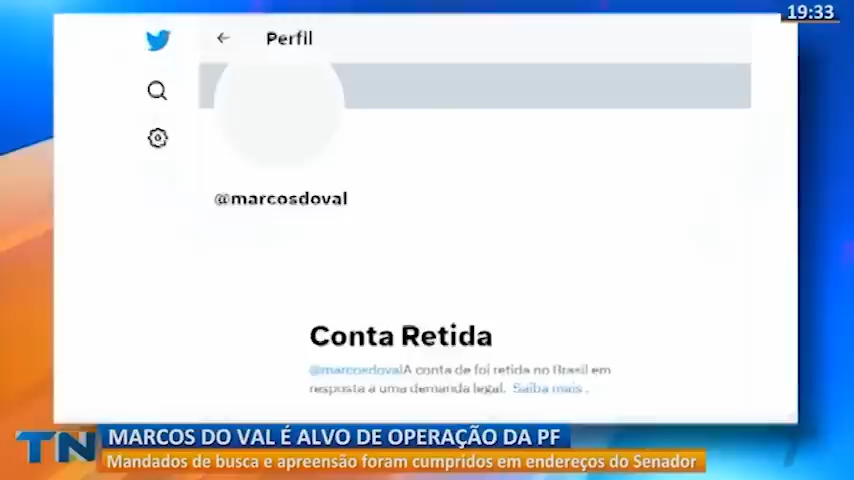 19:33
Perfil
@marcosdoval
Conta Retida
@marcosdovalA conta de foi retida no Brasil em
resposta a uma demanda legal. Saiba mais .
TN
MARCOS DO VAL É ALVO DE OPERAÇÃO DA PF
Mandados de busca e apreensão foram cumpridos em endereços do Senador